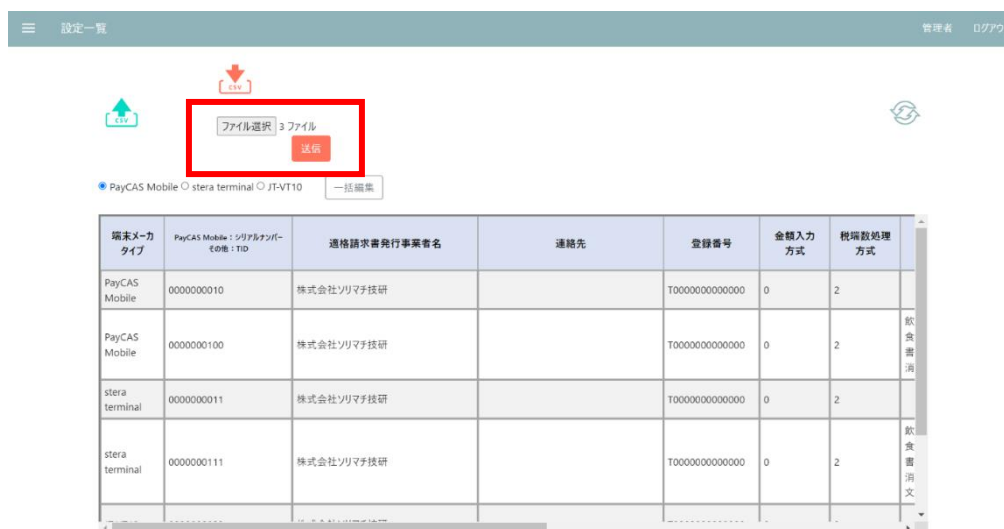 設定一覧 管理者 ログアウ
CSV
CSV
ファイル選択 3 ファイル
送信
PayCAS Mobile stera terminal JT-VT10 一括編集
端末メーカ
タイプ
PayCAS Mobile:シリアルナンバー
その他:TID
適格請求書発行事業者名
連絡先
登録番号
金額入力
方式
税端数処理
方式
PayCAS
Mobile
0000000010
株式会社ソリマチ技研
T0000000000000
0
2
PayCAS
Mobile
0000000100
株式会社ソリマチ技研
T0000000000000
0
2
飲
食
書
消
stera
terminal
0000000011
株式会社ソリマチ技研
T0000000000000
0
2
stera
terminal
0000000111
株式会社ソリマチ技研
T0000000000000
0
2
飲
食
書
消
文